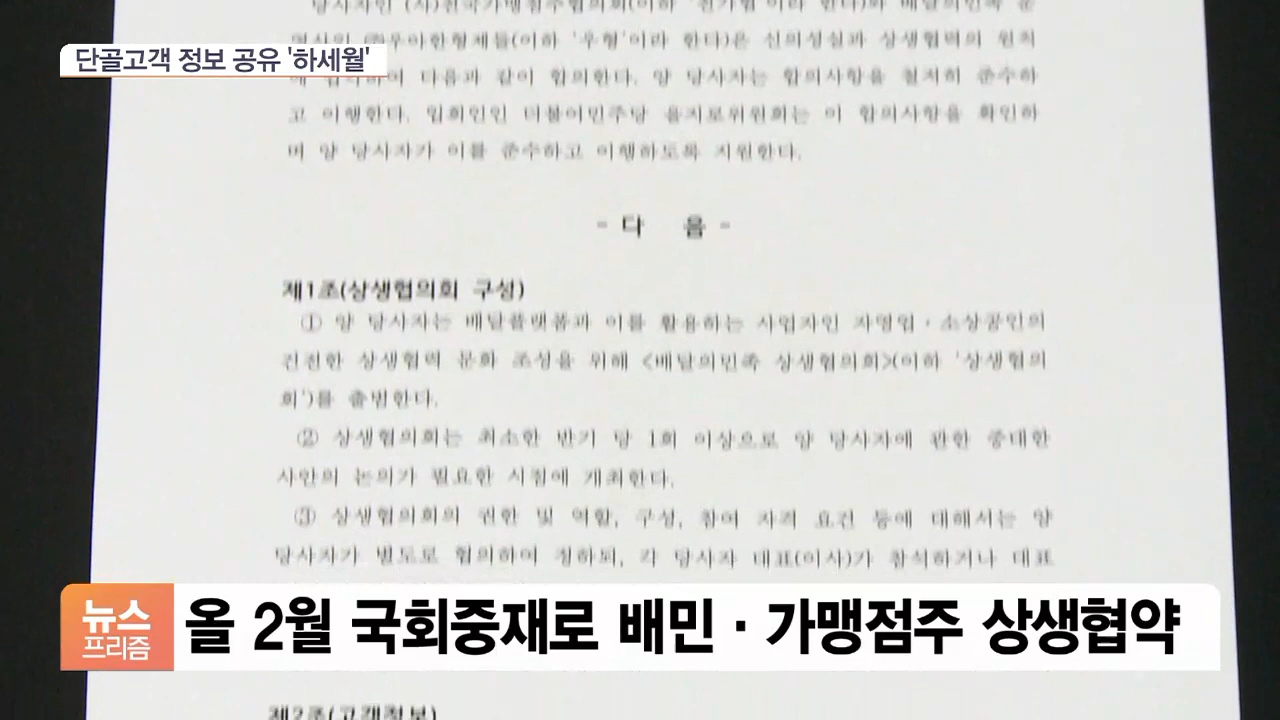 당사자인 (사)전국가맹점주협의회(이하 '전가협'이라 한다)와 배달의민족 운
영사인 ㈜우아한형제들(이하 '우형'이라 한다)은 신의성실과 상생협력의 원칙
단골고객 정보 공유 '하세월'
에 입각하여 다음과 같이 합의한다. 양 당사자는 합의사항을 철저히 준수하
고 이행한다. 입회인인 더불어민주당 을지로위원회는 이 합의사항을 확인하
며 양 당사자가 이를 준수하고 이행하도록 지원한다.
- 다 음 -
제1조(상생협의회 구성)
① 양 당사자는 배달플랫폼과 이를 활용하는 사업자인 자영업·소상공인의
건전한 상생협력 문화 조성을 위해 <배달의민족 상생협의회>(이하 '상생협의
회')를 출범한다.
② 상생협의회는 최소한 반기 당 1회 이상으로 양 당사자에 관한 중대한
사안의 논의가 필요한 시점에 개최한다.
③ 상생협의회의 권한 및 역할, 구성, 참여 자격 요건 등에 대해서는 양
당사자가 별도로 협의하여 정하되, 각 당사자 대표(이사)가 참석하거나 대표
뉴스
프리즘
올 2월 국회중재로 배민·가맹점주 상생협약
제2조(고객정보)